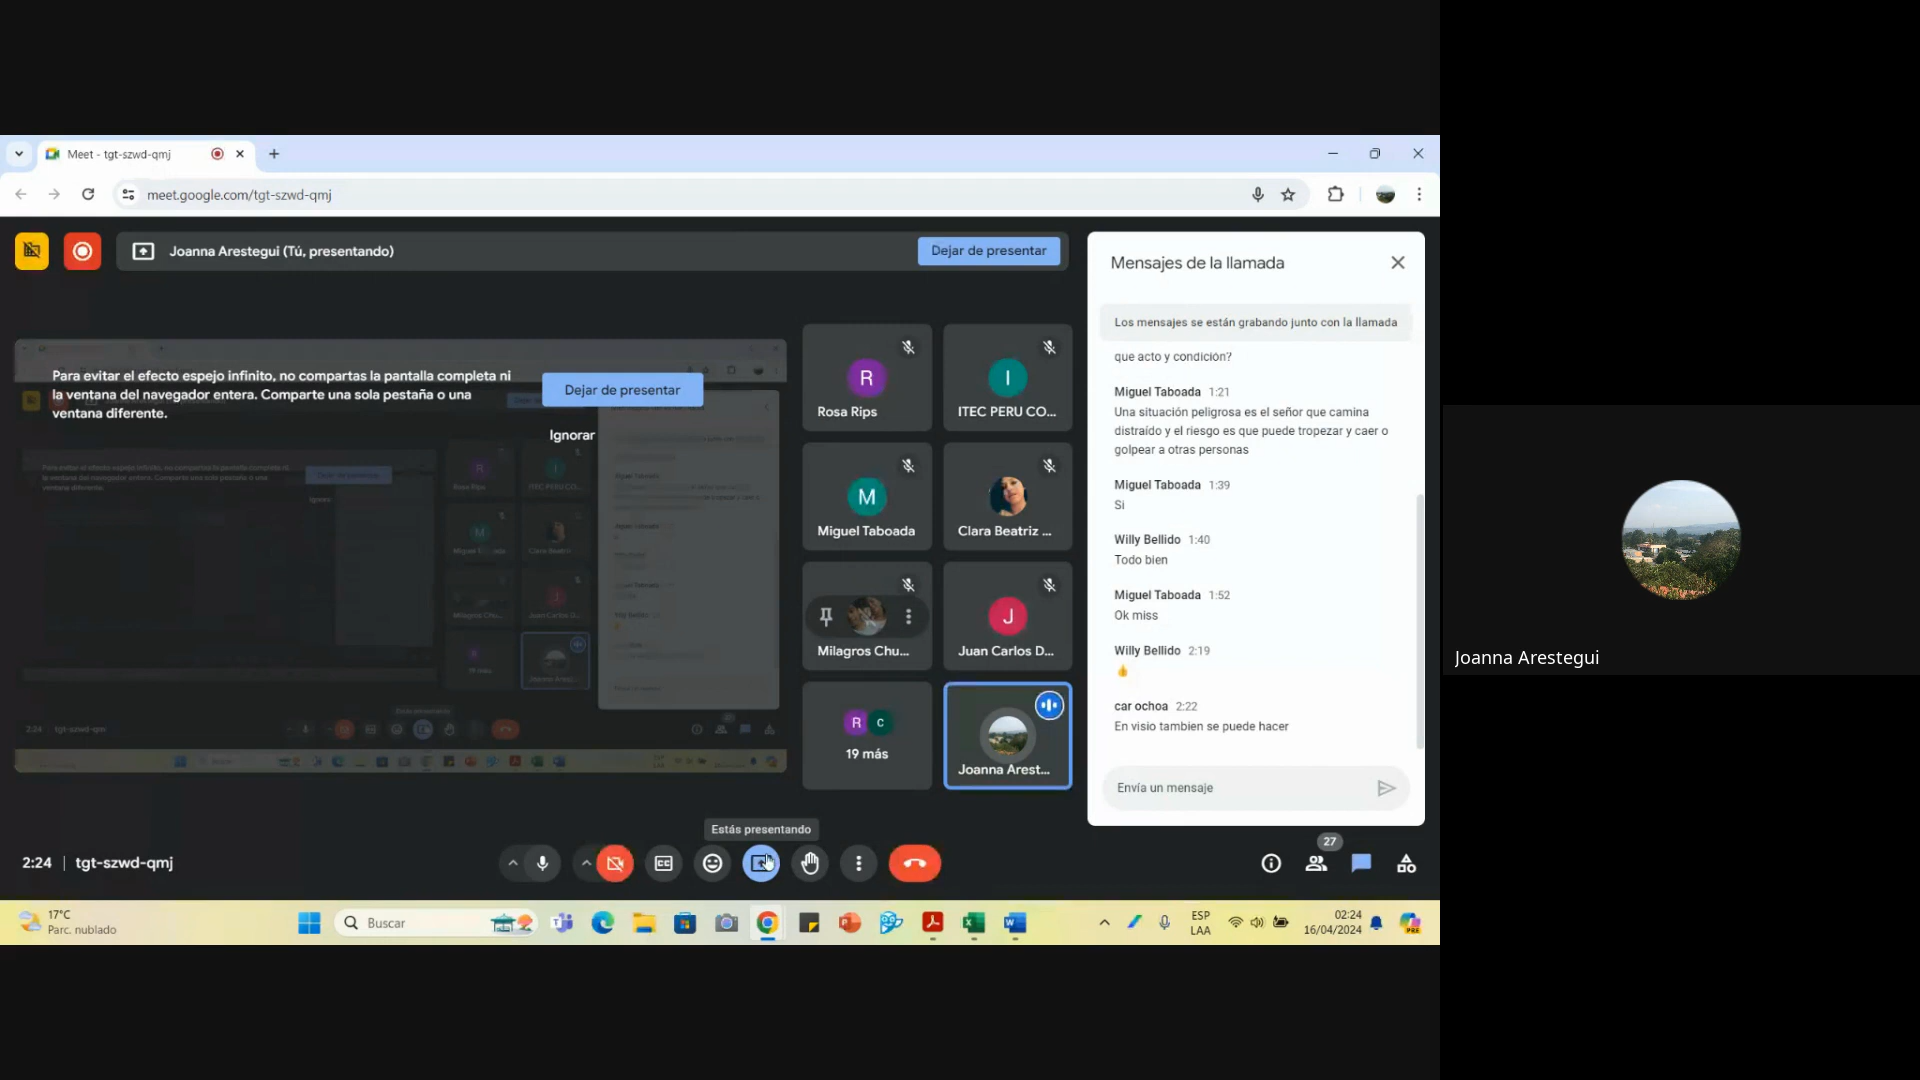 Meet - tgt-szwd-qmj
meet.google.com/tgt-szwd-qmj
Joanna Arestegui (Tú, presentando)
Dejar de presentar
Para evitar el efecto espejo infinito, no compartas la pantalla completa ni
la ventana del navegador entera. Comparte una sola pestaña o una
ventana diferente.
Dejar de presentar
Ignorar
R
Rosa Rips
I
ITEC PERU CO...
M
Miguel Taboada
Clara Beatriz ...
Milagros Chu...
J
Juan Carlos D...
R c
19 más
Joanna Arest...
Mensajes de la llamada
Los mensajes se están grabando junto con la llamada
que acto y condición?
Miguel Taboada 1:21
Una situación peligrosa es el señor que camina
distraído y el riesgo es que puede tropezar y caer o
golpear a otras personas
Miguel Taboada 1:39
Si
Willy Bellido 1:40
Todo bien
Miguel Taboada 1:52
Ok miss
Willy Bellido 2:19
👍
car ochoa 2:22
En visio tambien se puede hacer
Envía un mensaje
Estás presentando
2:24 | tgt-szwd-qmj
27
17°C
Parc. nublado
Buscar
ESP
LAA
02:24
16/04/2024
Joanna Arestegui